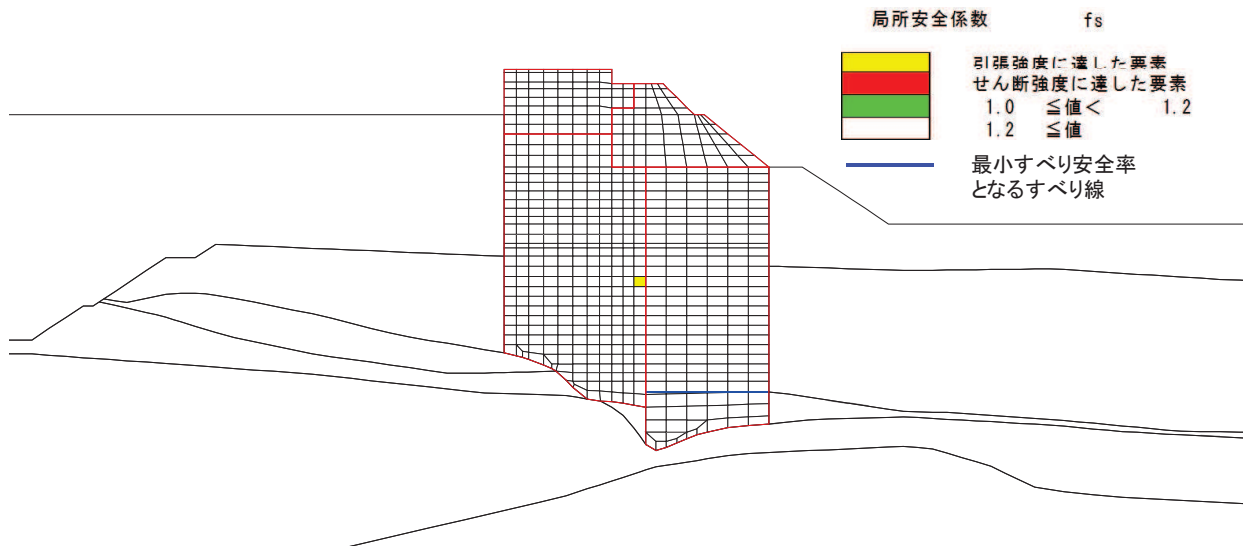 局所安全係数 fs
引張強度に達した要素
せん断強度に達した要素
1.0 ≦値< 1.2
1.2 ≦値
最小すべり安全率
となるすべり線